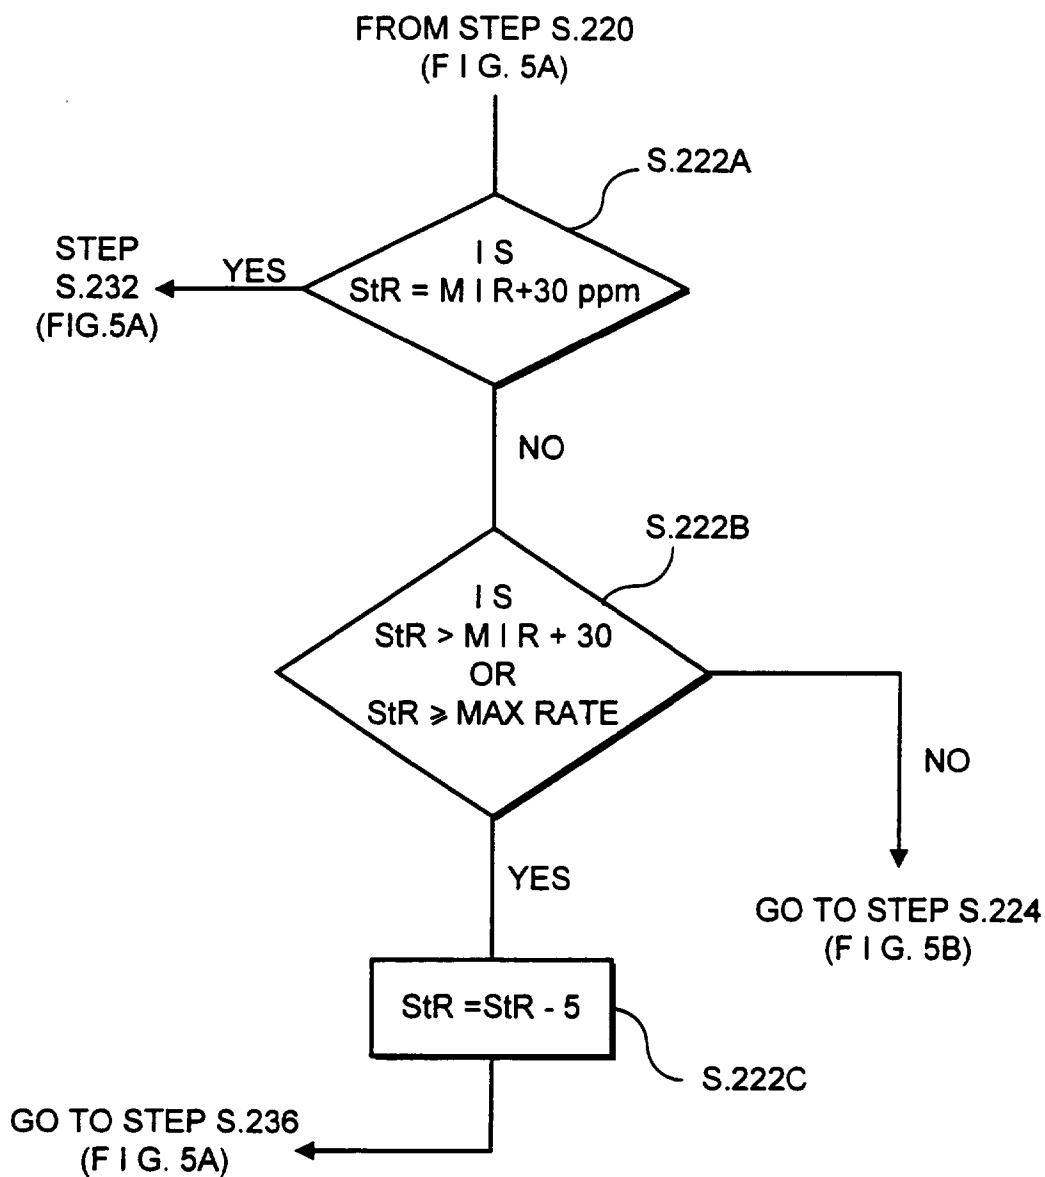 FROM STEP S.220
(F I G. 5A)
S.222A
STEP
S.232
(FIG.5A)
YES
I S
StR = M I R+30 ppm
NO
S.222B
I S
StR > M I R + 30
OR
StR ⩾ MAX RATE
NO
YES
GO TO STEP S.224
(F I G. 5B)
StR =StR - 5
S.222C
GO TO STEP S.236
(F I G. 5A)